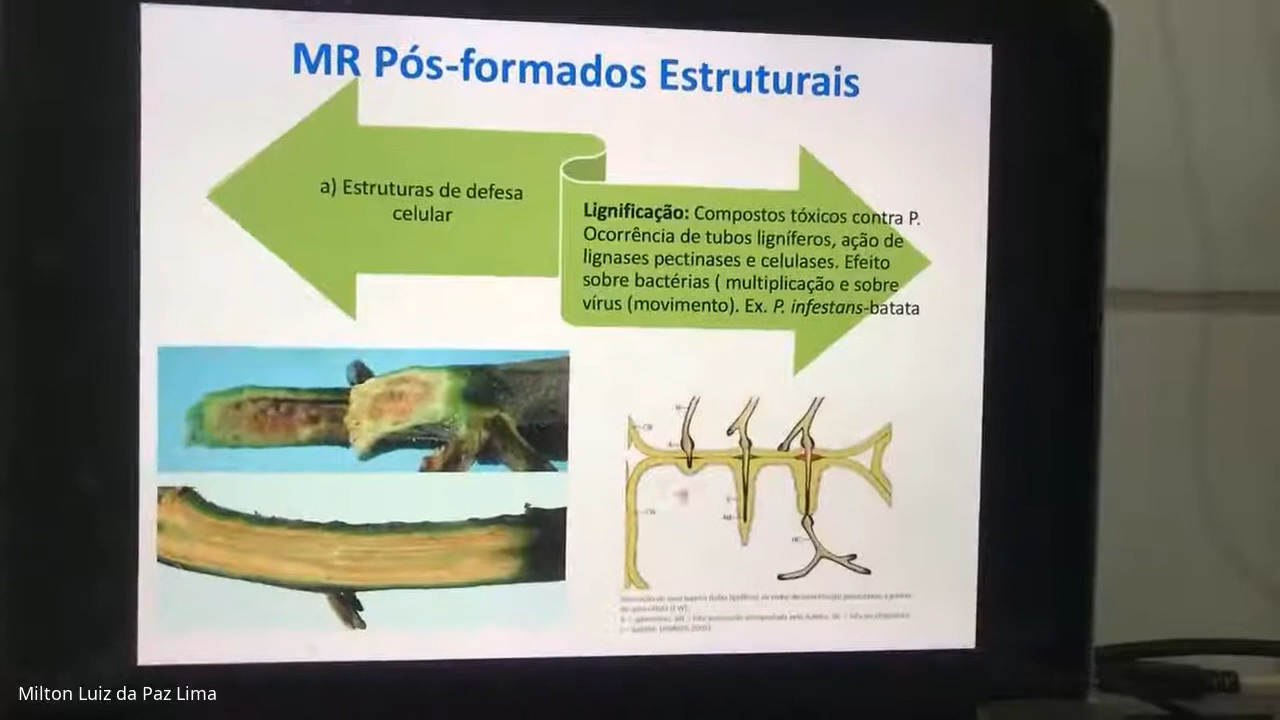 MR Pós-formados Estruturais
a) Estruturas de defesa
celular
Lignificação: Compostos tóxicos contra P.
Ocorrência de tubos ligníferos, ação de
lignases pectinases e celulases. Efeito
sobre bactérias ( multiplicação e sobre
vírus (movimento). Ex. P. infestans-batata
Milton Luiz da Paz Lima